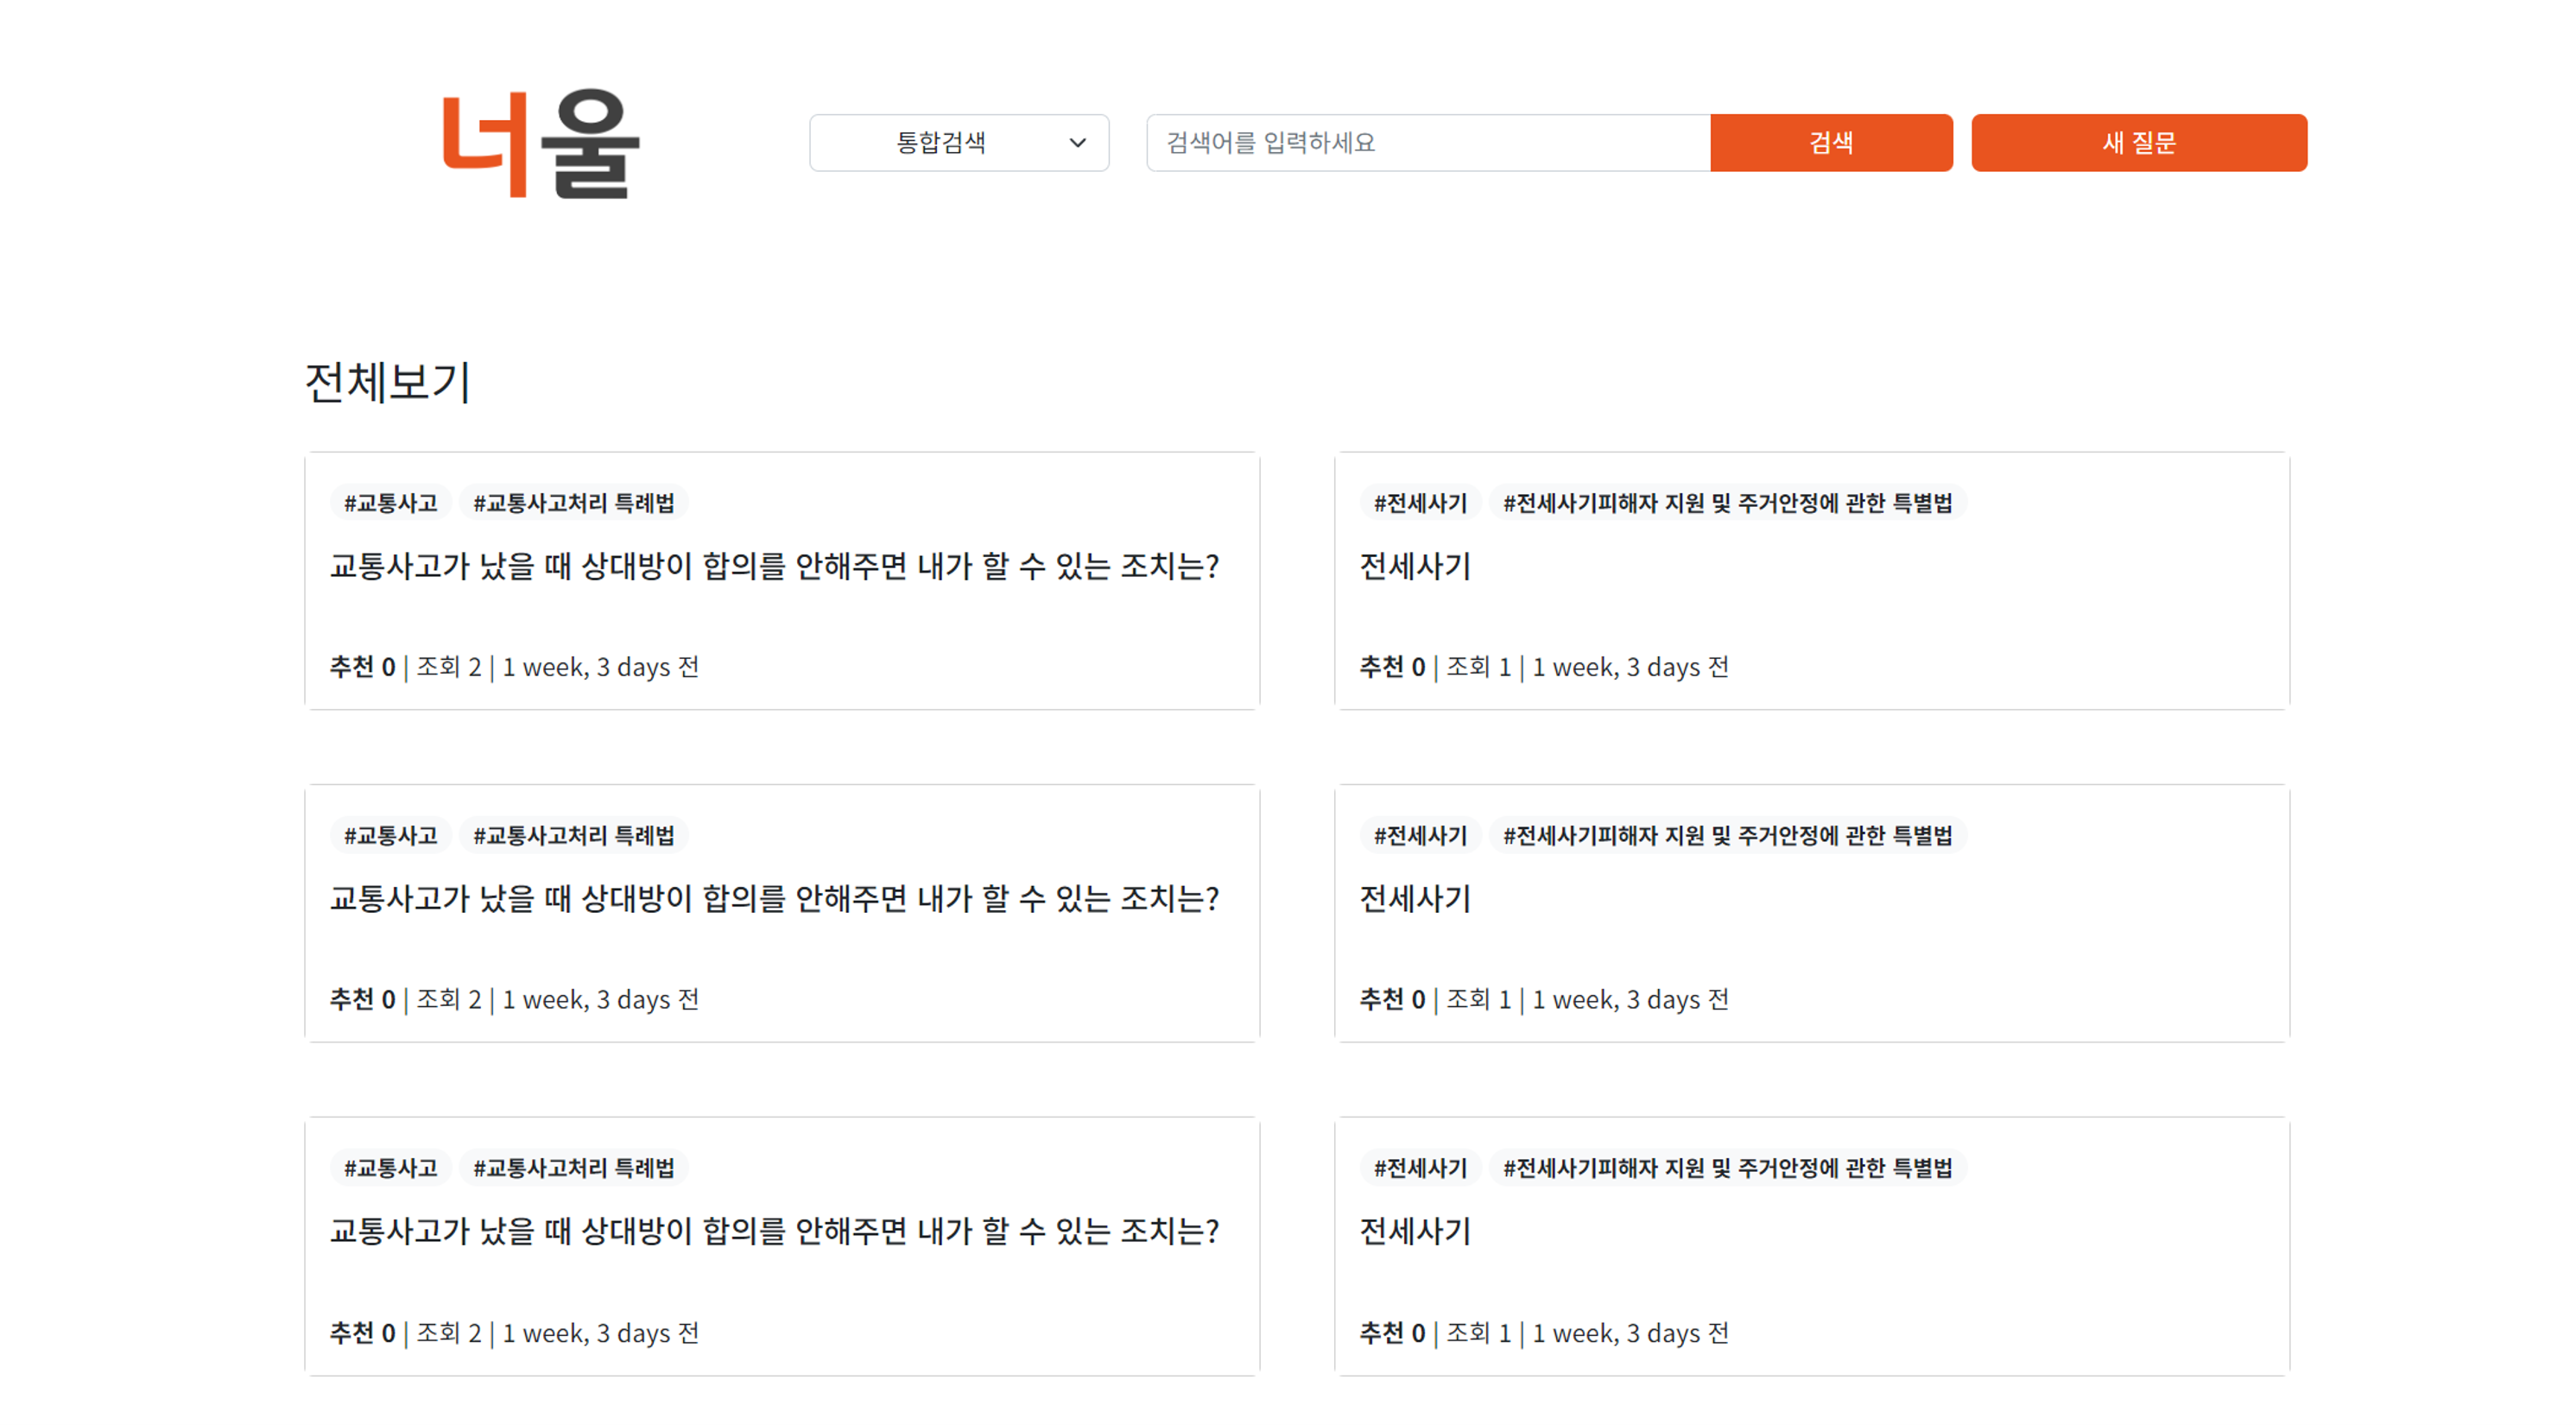 너울
통합검색
검색어를 입력하세요
검색
새 질문
전체보기
#교통사고 #교통사고처리 특례법
교통사고가 났을 때 상대방이 합의를 안해주면 내가 할 수 있는 조치는?
추천 0 | 조회 2 | 1 week, 3 days 전
#전세사기 #전세사기피해자 지원 및 주거안정에 관한 특별법
전세사기
추천 0 | 조회 1 | 1 week, 3 days 전
#교통사고 #교통사고처리 특례법
교통사고가 났을 때 상대방이 합의를 안해주면 내가 할 수 있는 조치는?
추천 0 | 조회 2 | 1 week, 3 days 전
#전세사기 #전세사기피해자 지원 및 주거안정에 관한 특별법
전세사기
추천 0 | 조회 1 | 1 week, 3 days 전
#교통사고 #교통사고처리 특례법
교통사고가 났을 때 상대방이 합의를 안해주면 내가 할 수 있는 조치는?
추천 0 | 조회 2 | 1 week, 3 days 전
#전세사기 #전세사기피해자 지원 및 주거안정에 관한 특별법
전세사기
추천 0 | 조회 1 | 1 week, 3 days 전